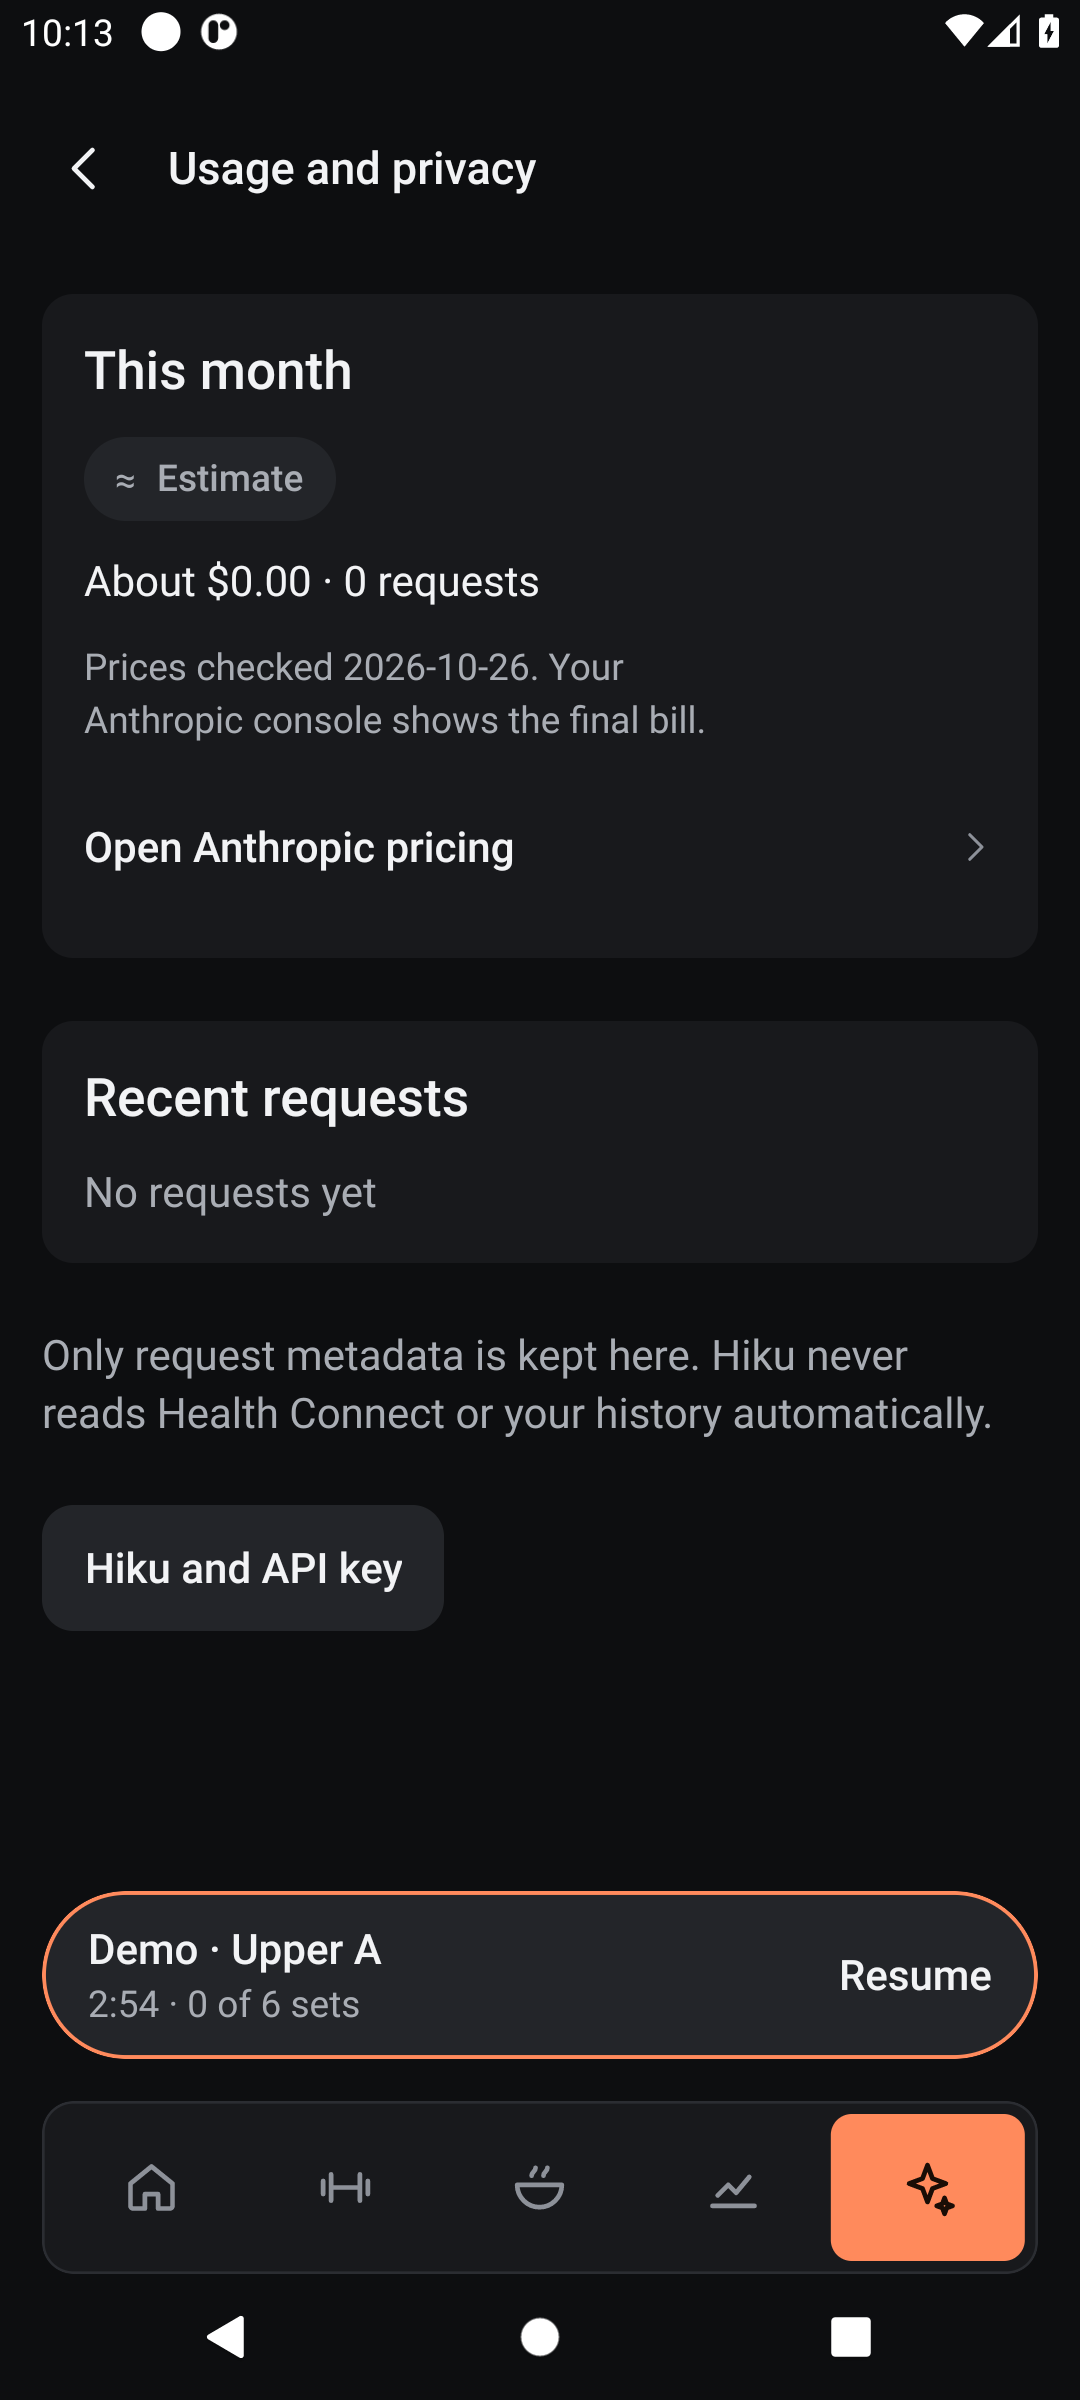 10:13
Usage and privacy
This month
≈ Estimate
About $0.00 · 0 requests
Prices checked 2026-10-26. Your
Anthropic console shows the final bill.
Open Anthropic pricing
Recent requests
No requests yet
Only request metadata is kept here. Hiku never
reads Health Connect or your history automatically.
Hiku and API key
Demo · Upper A
2:54 · 0 of 6 sets
Resume